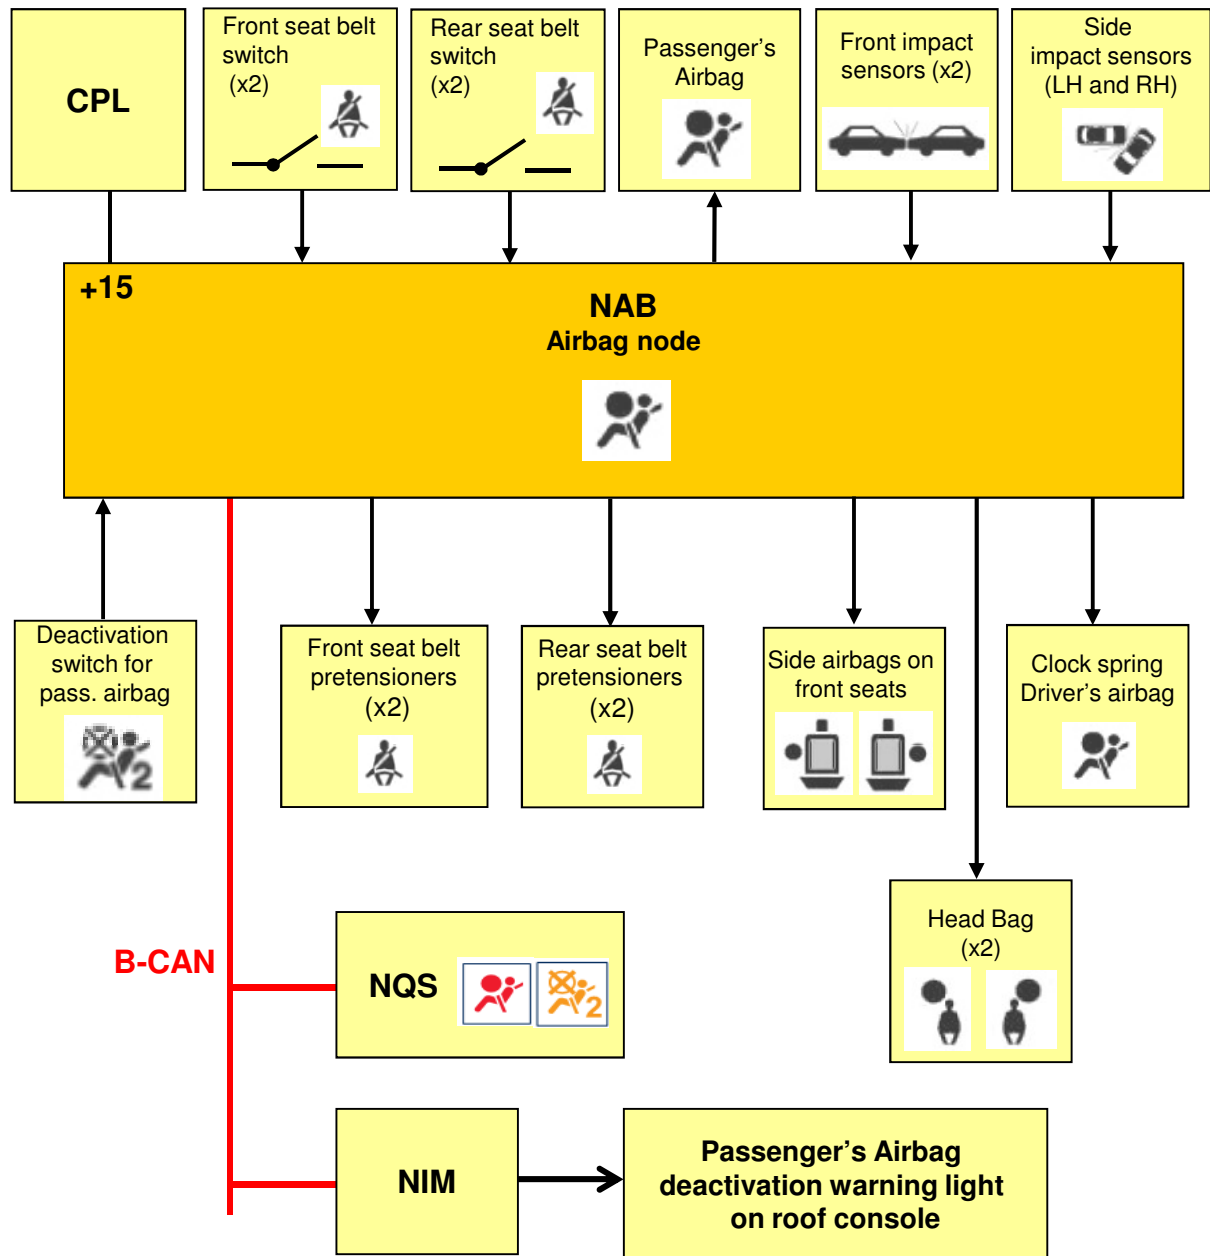 CPL
Front seat belt
switch
(x2)
Rear seat belt
switch
(x2)
Passenger's
Airbag
Front impact
sensors (x2)
Side
impact sensors
(LH and RH)
+15
NAB
Airbag node
Deactivation
switch for
pass. airbag
2
Front seat belt
pretensioners
(x2)
Rear seat belt
pretensioners
(x2)
Side airbags on
front seats
Clock spring
Driver's airbag
Head Bag
(x2)
B-CAN
NQS
2
NIM
Passenger's Airbag
deactivation warning light
on roof console